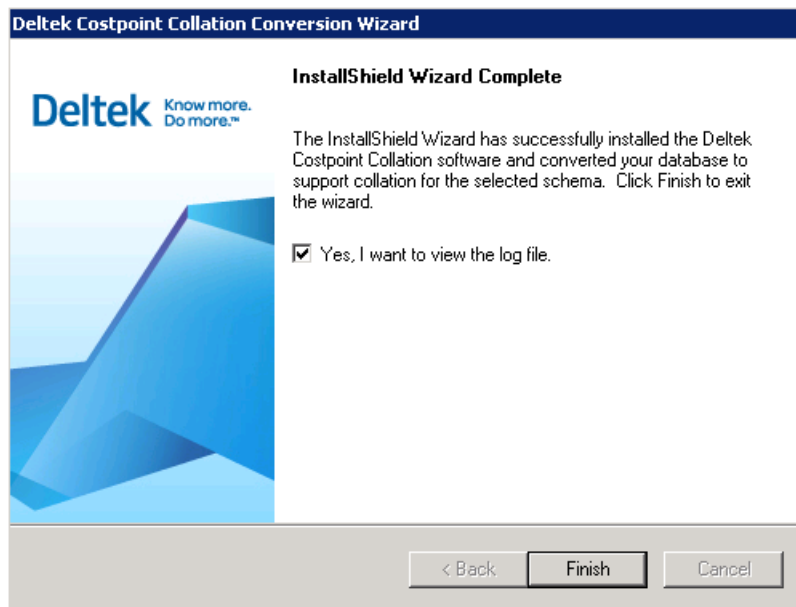 Deltek Costpoint Collation Conversion Wizard
Deltek Know more.
Do more.™
InstallShield Wizard Complete
The InstallShield Wizard has successfully installed the Deltek
Costpoint Collation software and converted your database to
support collation for the selected schema.  Click Finish to exit
the wizard.
Yes, I want to view the log file.
< Back
Finish
Cancel